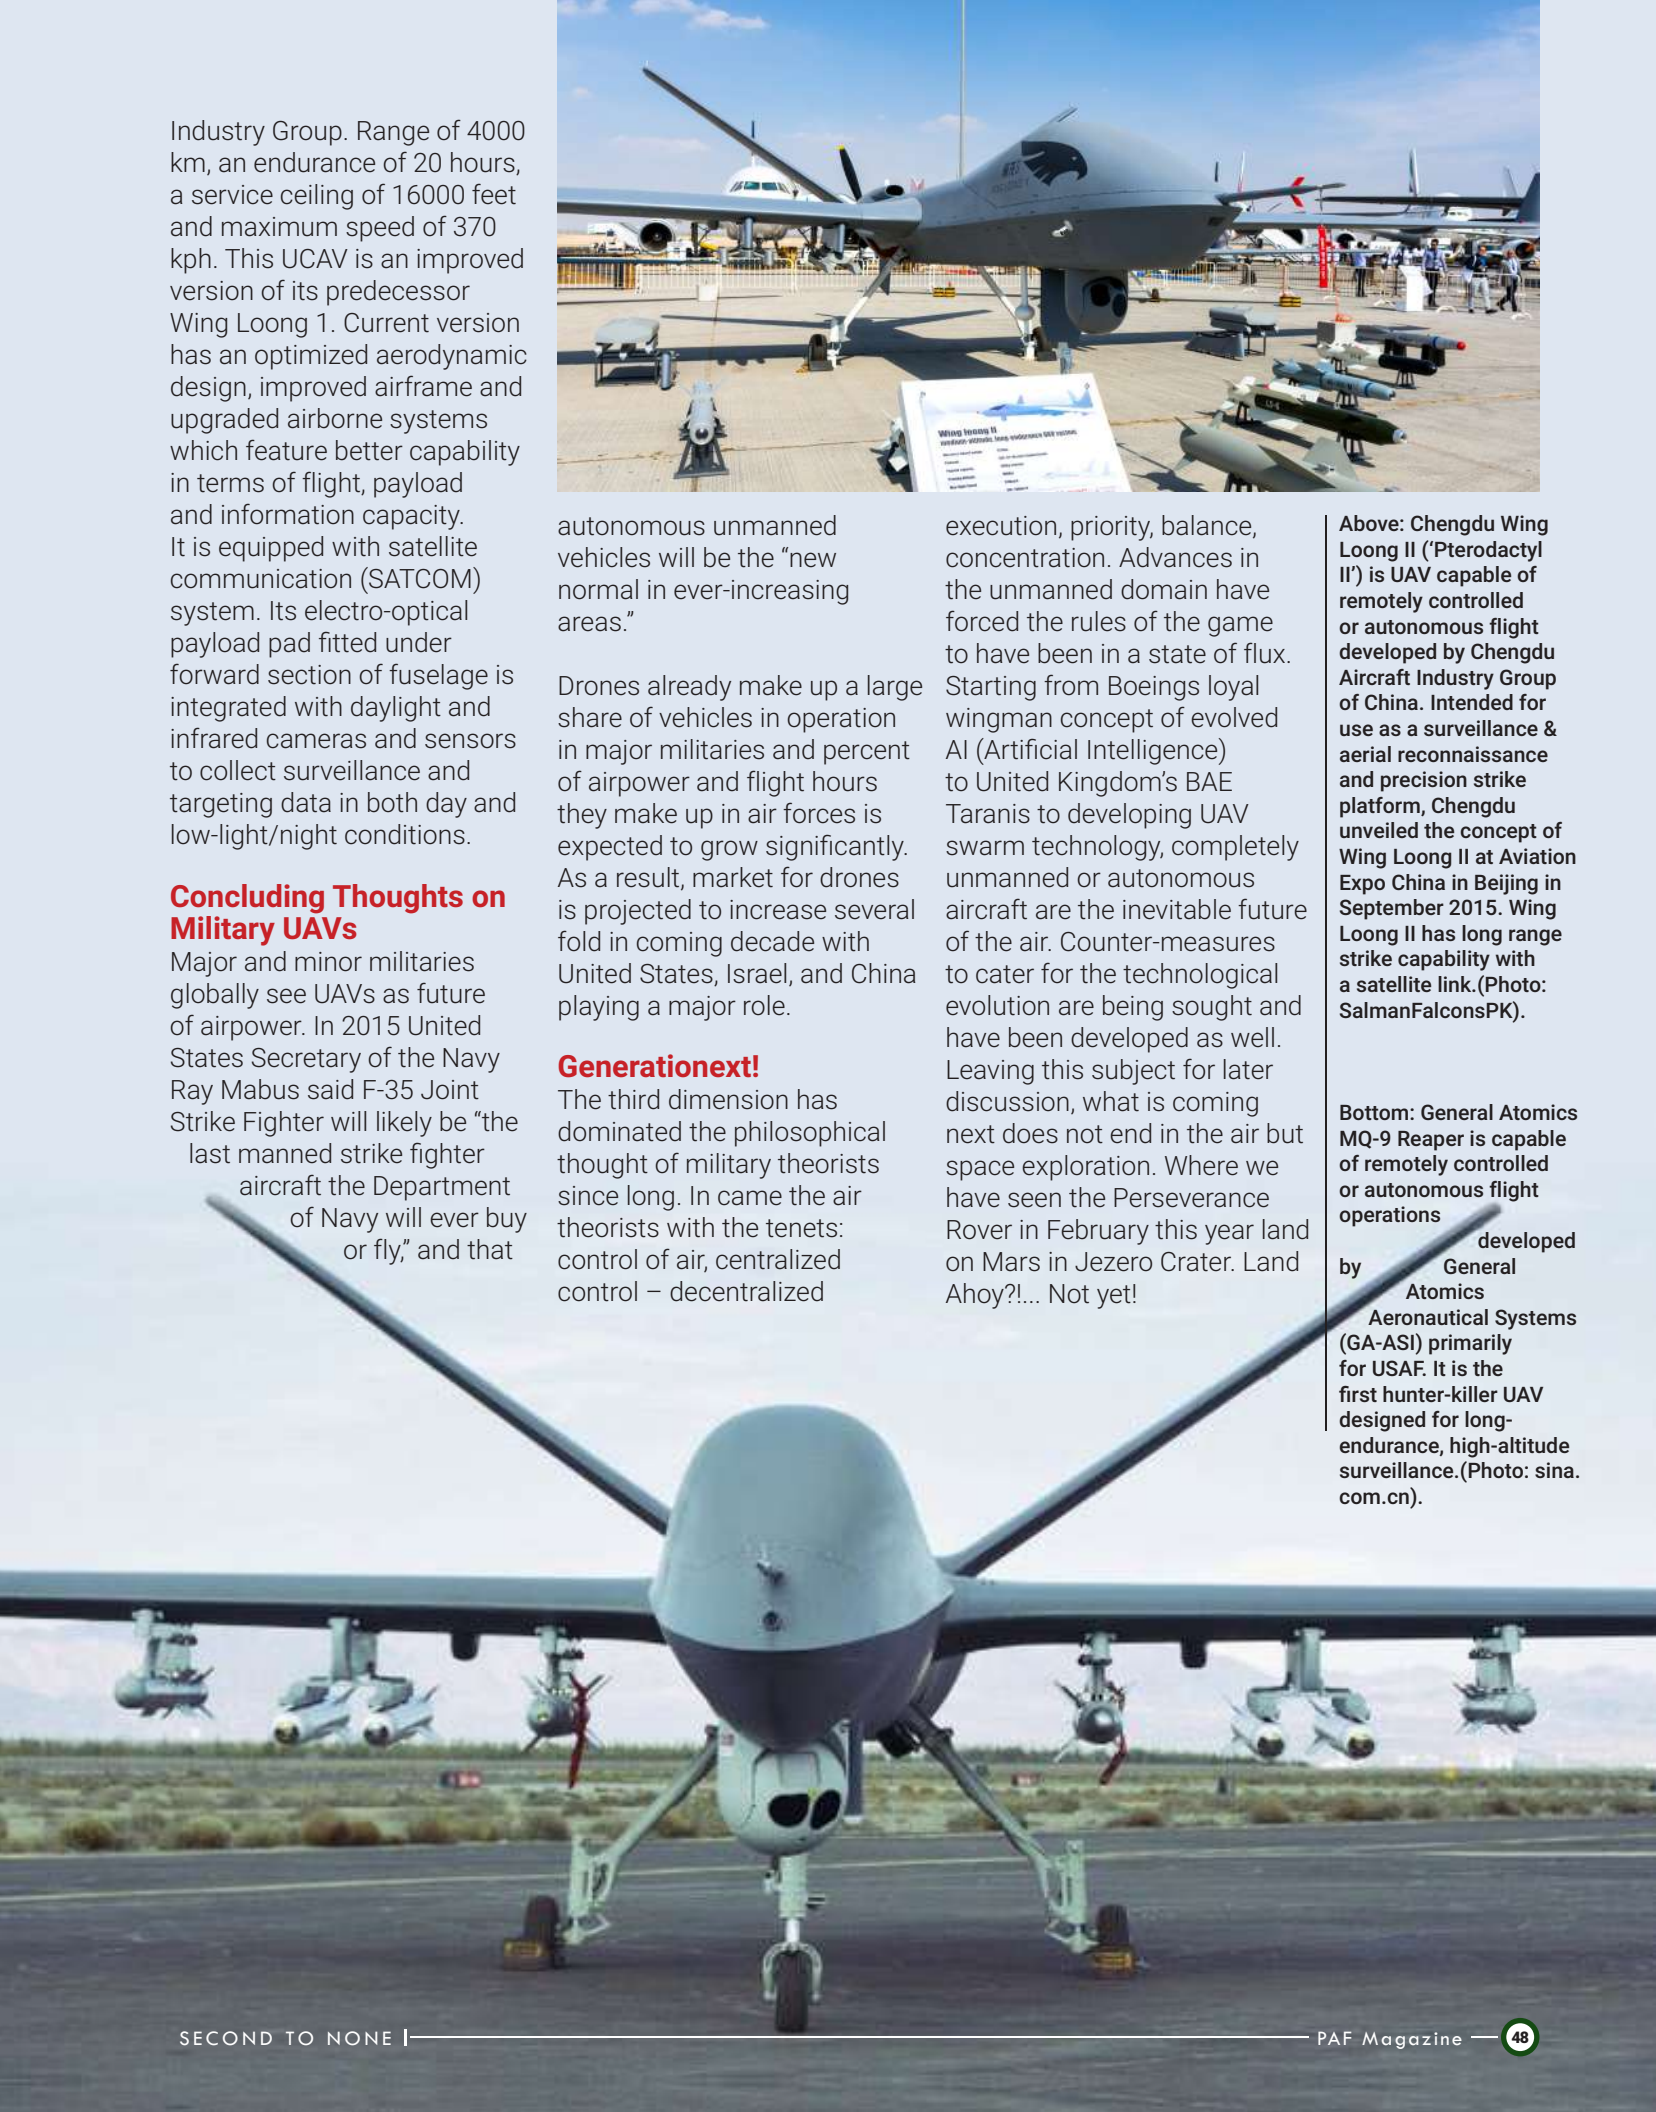 Industry Group. Range of 4000
km, an endurance of 20 hours,
a service ceiling of 16000 feet
and maximum speed of 370
kph. This UCAV is an improved
version of its predecessor
Wing Loong 1. Current version
has an optimized aerodynamic
design, improved airframe and
upgraded airborne systems
which feature better capability
in terms of flight, payload
and information capacity.
It is equipped with satellite
communication (SATCOM)
system. Its electro-optical
payload pad fitted under
forward section of fuselage is
integrated with daylight and
infrared cameras and sensors
to collect surveillance and
targeting data in both day and
low-light/night conditions.
Concluding Thoughts on
Military UAVs
Major and minor militaries
globally see UAVs as future
of airpower. In 2015 United
States Secretary of the Navy
Ray Mabus said F-35 Joint
Strike Fighter will likely be “the
last manned strike fighter
aircraft the Department
of Navy will ever buy
or fly,” and that
Wing loong II
autonomous unmanned
vehicles will be the “new
normal in ever-increasing
areas.”
Drones already make up a large
share of vehicles in operation
in major militaries and percent
of airpower and flight hours
they make up in air forces is
expected to grow significantly.
As a result, market for drones
is projected to increase several
fold in coming decade with
United States, Israel, and China
playing a major role.
Generationext!
The third dimension has
dominated the philosophical
thought of military theorists
since long. In came the air
theorists with the tenets:
control of air, centralized
control – decentralized
execution, priority, balance,
concentration. Advances in
the unmanned domain have
forced the rules of the game
to have been in a state of flux.
Starting from Boeings loyal
wingman concept of evolved
AI (Artificial Intelligence)
to United Kingdom’s BAE
Taranis to developing UAV
swarm technology, completely
unmanned or autonomous
aircraft are the inevitable future
of the air. Counter-measures
to cater for the technological
evolution are being sought and
have been developed as well.
Leaving this subject for later
discussion, what is coming
next does not end in the air but
space exploration. Where we
have seen the Perseverance
Rover in February this year land
on Mars in Jezero Crater. Land
Ahoy?!... Not yet!
Above: Chengdu Wing
Loong II (‘Pterodactyl
II’) is UAV capable of
remotely controlled
or autonomous flight
developed by Chengdu
Aircraft Industry Group
of China. Intended for
use as a surveillance &
aerial reconnaissance
and precision strike
platform, Chengdu
unveiled the concept of
Wing Loong II at Aviation
Expo China in Beijing in
September 2015. Wing
Loong II has long range
strike capability with
a satellite link.(Photo:
SalmanFalconsPK).
Bottom: General Atomics
MQ-9 Reaper is capable
of remotely controlled
or autonomous flight
operations
developed
by General
Atomics
Aeronautical Systems
(GA-ASI) primarily
for USAF. It is the
first hunter-killer UAV
designed for long-
endurance, high-altitude
surveillance.(Photo: sina.
com.cn).
SECOND TO NONE
PAF Magazine
48